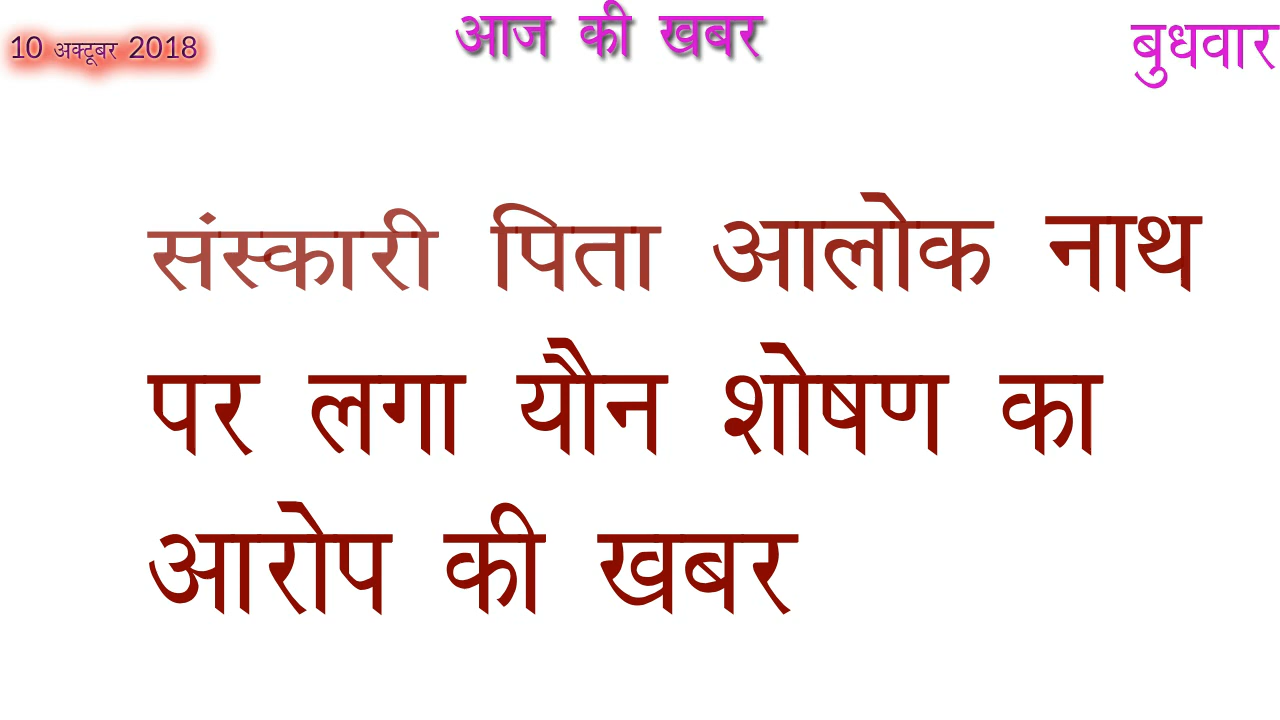 10 अक्टूबर 2018
आज की खबर
बुधवार
संस्कारी पिता आलोक नाथ
पर लगा यौन शोषण का
आरोप की खबर